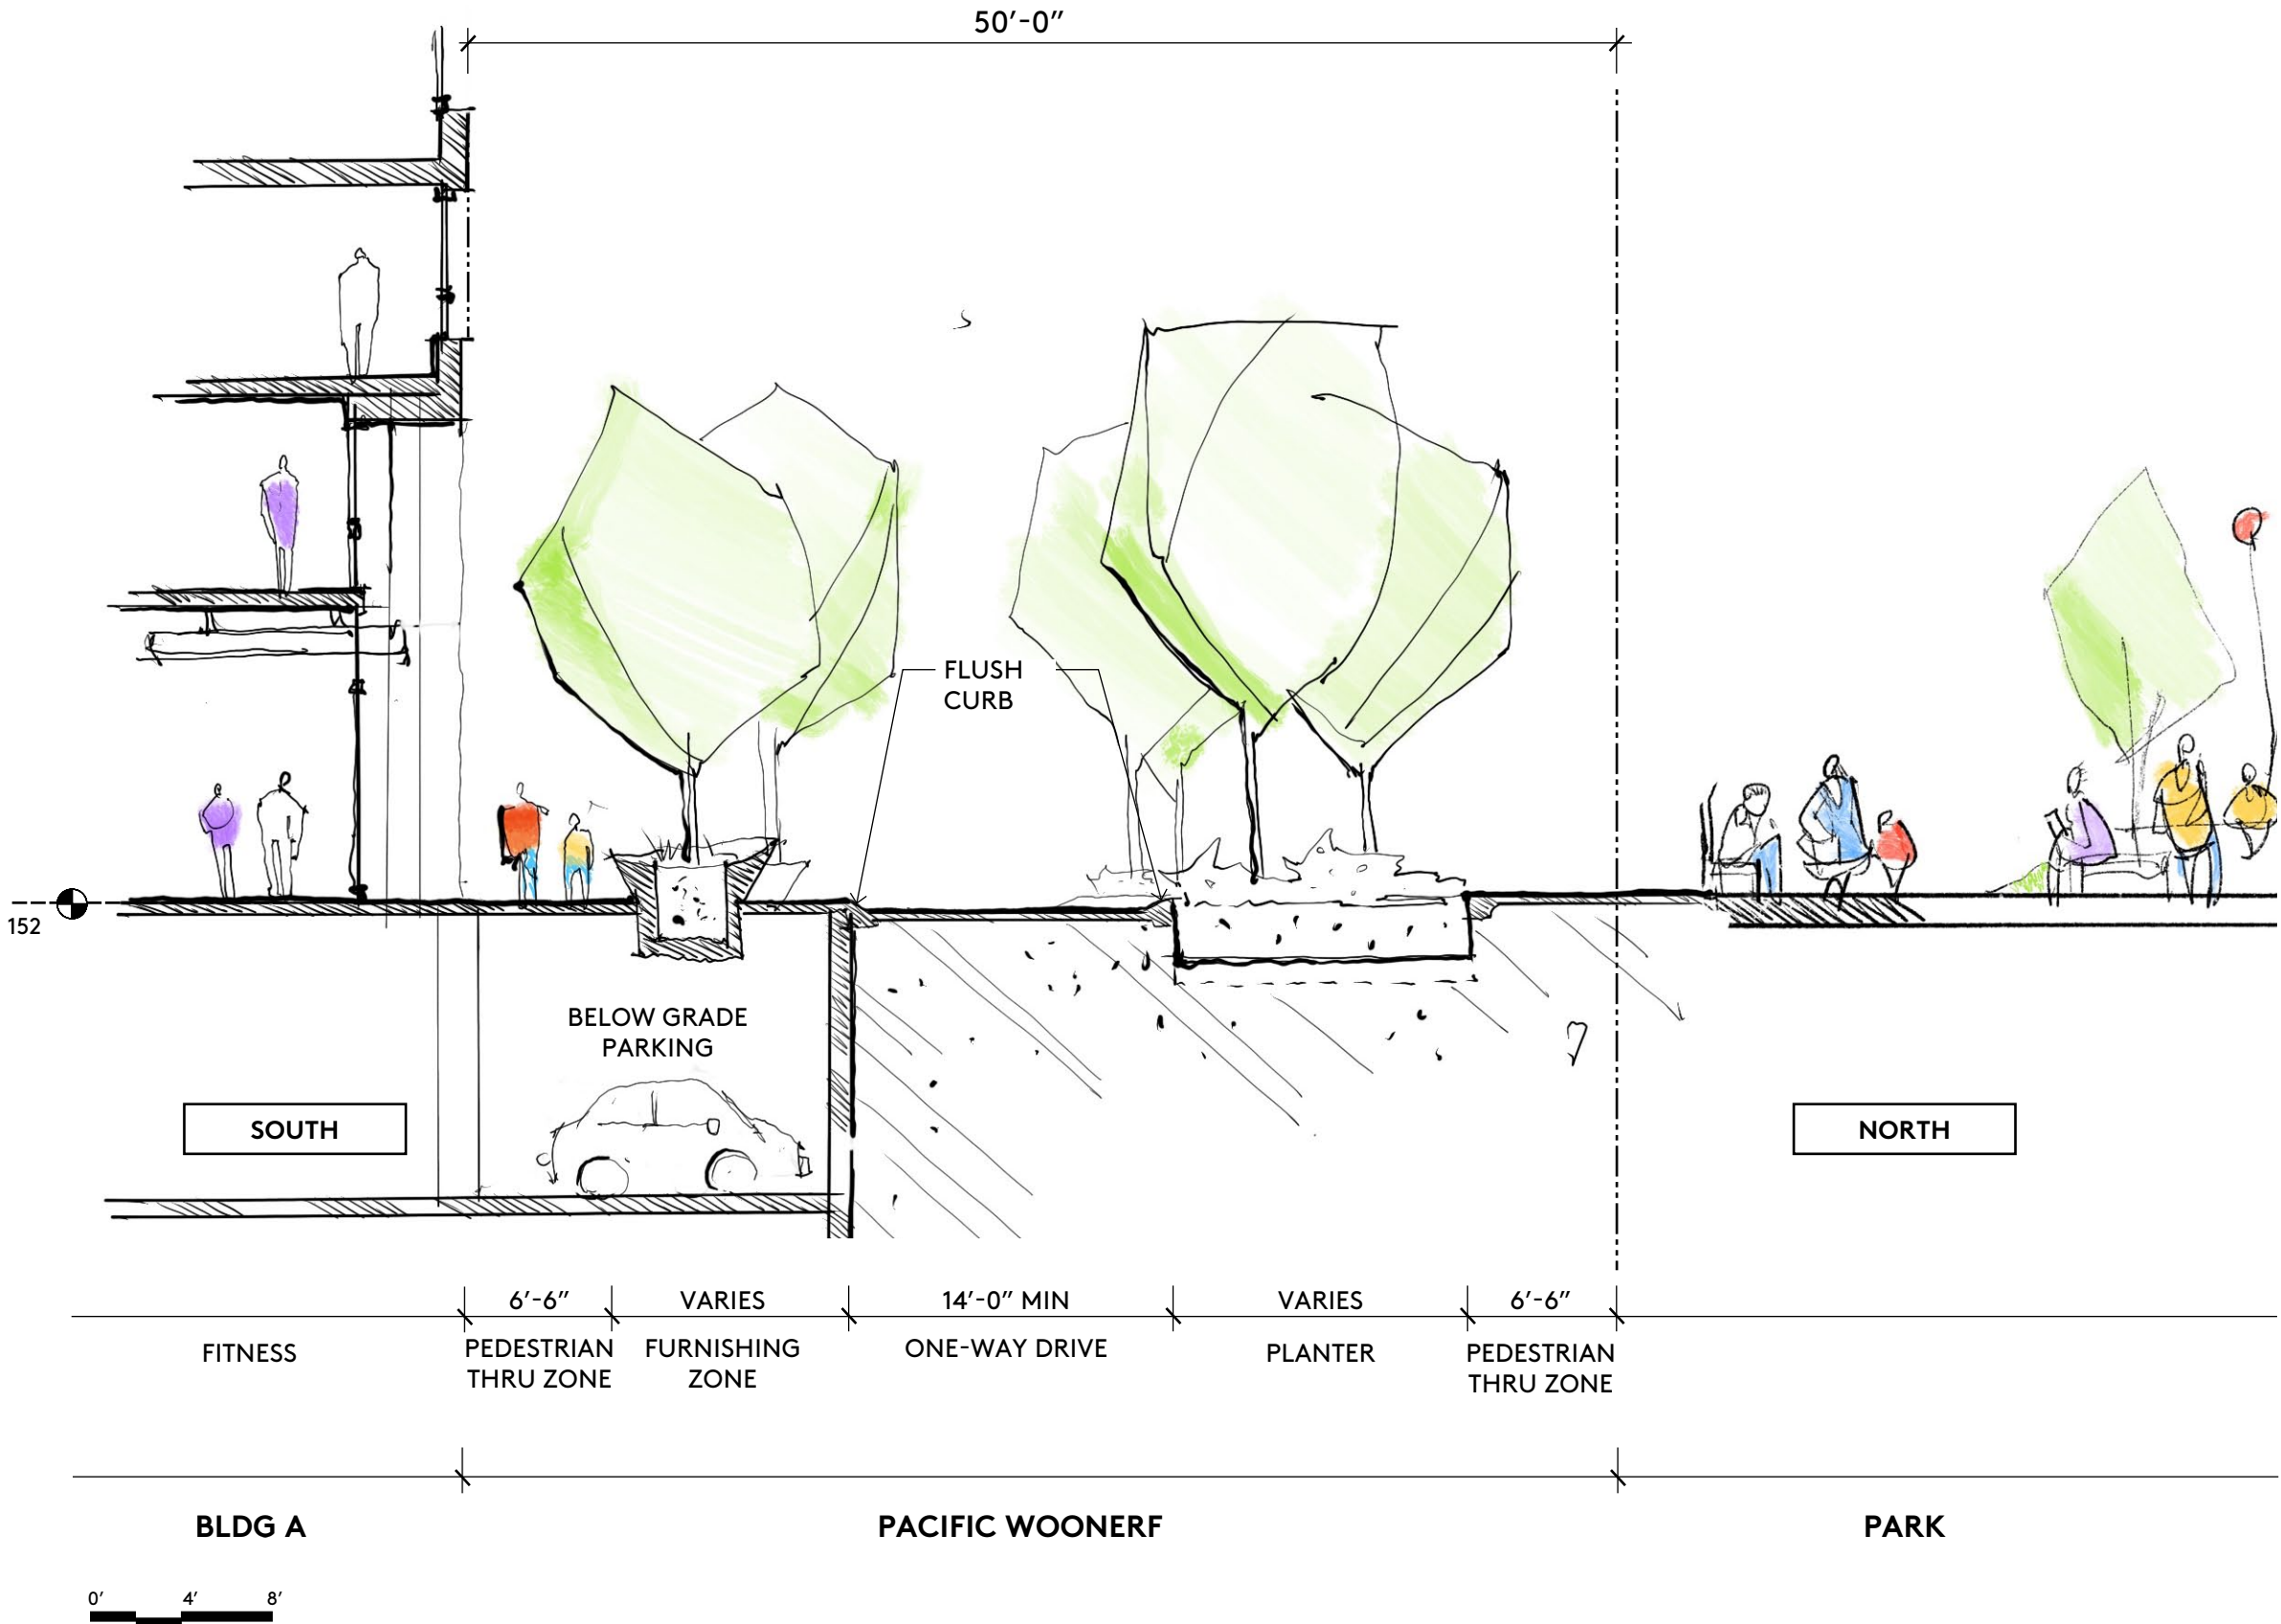 50'-0"
FLUSH
CURB
152
BELOW GRADE
PARKING
SOUTH
NORTH
6'-6"
VARIES
14'-0" MIN
VARIES
6'-6"
FITNESS
PEDESTRIAN
THRU ZONE
FURNISHING
ZONE
ONE-WAY DRIVE
PLANTER
PEDESTRIAN
THRU ZONE
BLDG A
PACIFIC WOONERF
PARK
0' 4' 8'